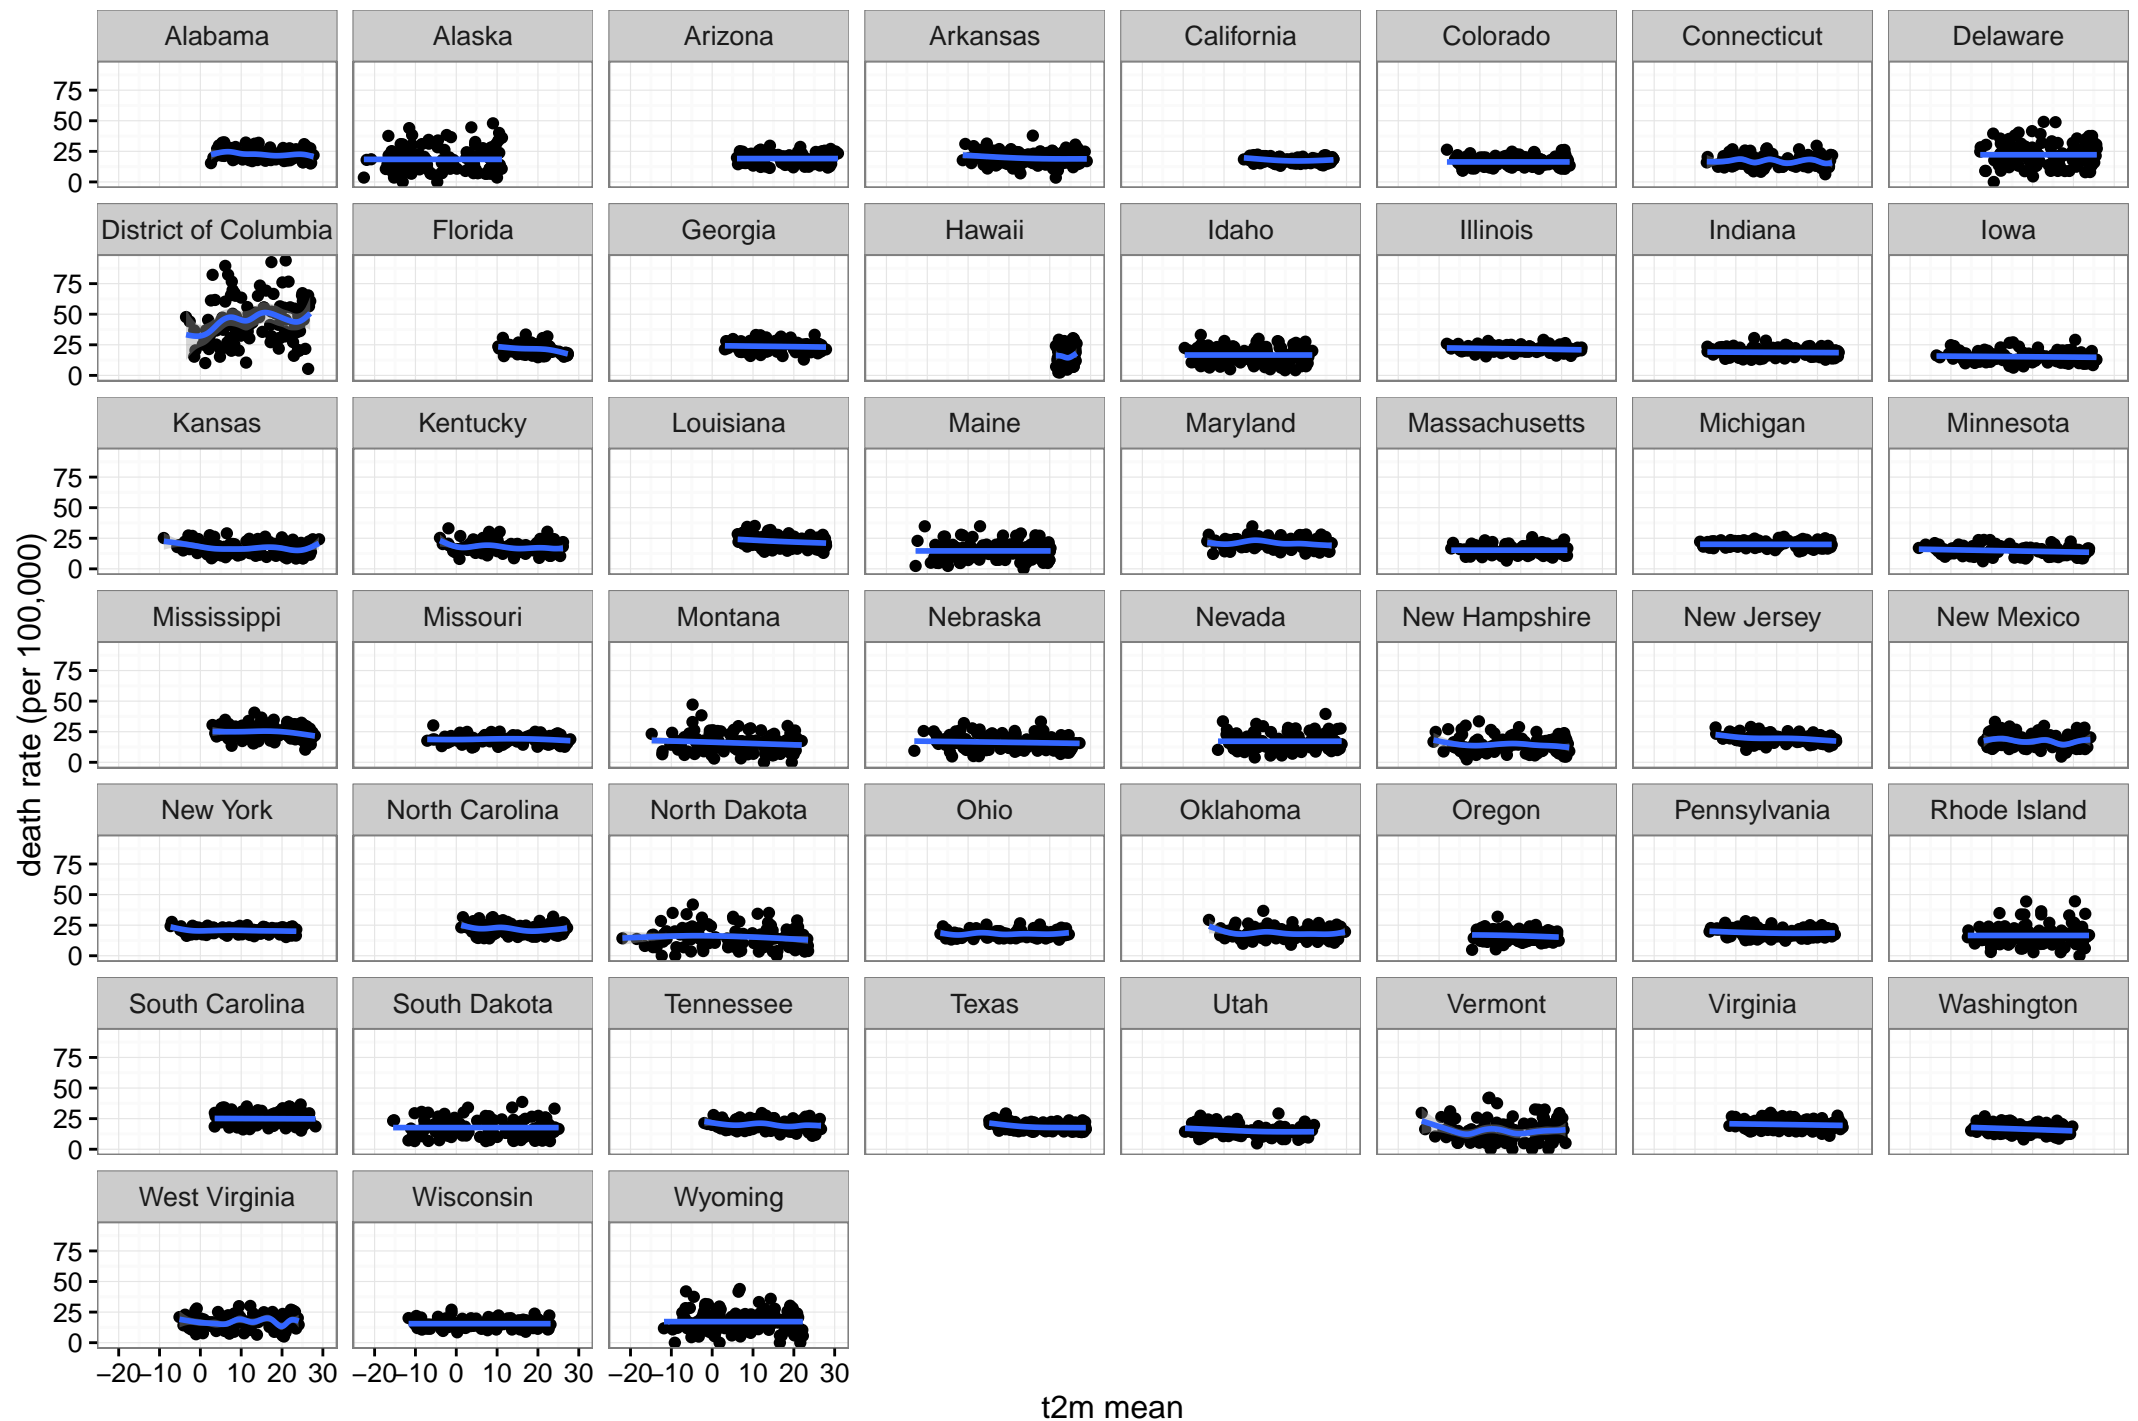 Alabama Alaska Arizona Arkansas California Colorado Connecticut Delaware
75
50
25
0
District of Columbia Florida Georgia Hawaii Idaho Illinois Indiana Iowa
75
50
25
0
Kansas Kentucky Louisiana Maine Maryland Massachusetts Michigan Minnesota
75
50
25
0
Mississippi Missouri Montana Nebraska Nevada New Hampshire New Jersey New Mexico
75
50
25
0
New York North Carolina North Dakota Ohio Oklahoma Oregon Pennsylvania Rhode Island
75
50
25
0
South Carolina South Dakota Tennessee Texas Utah Vermont Virginia Washington
75
50
25
0
West Virginia Wisconsin Wyoming
75
50
25
0
−20 −10 0 10 20 30 −20 −10 0 10 20 30 −20 −10 0 10 20 30
t2m mean
death rate (per 100,000)